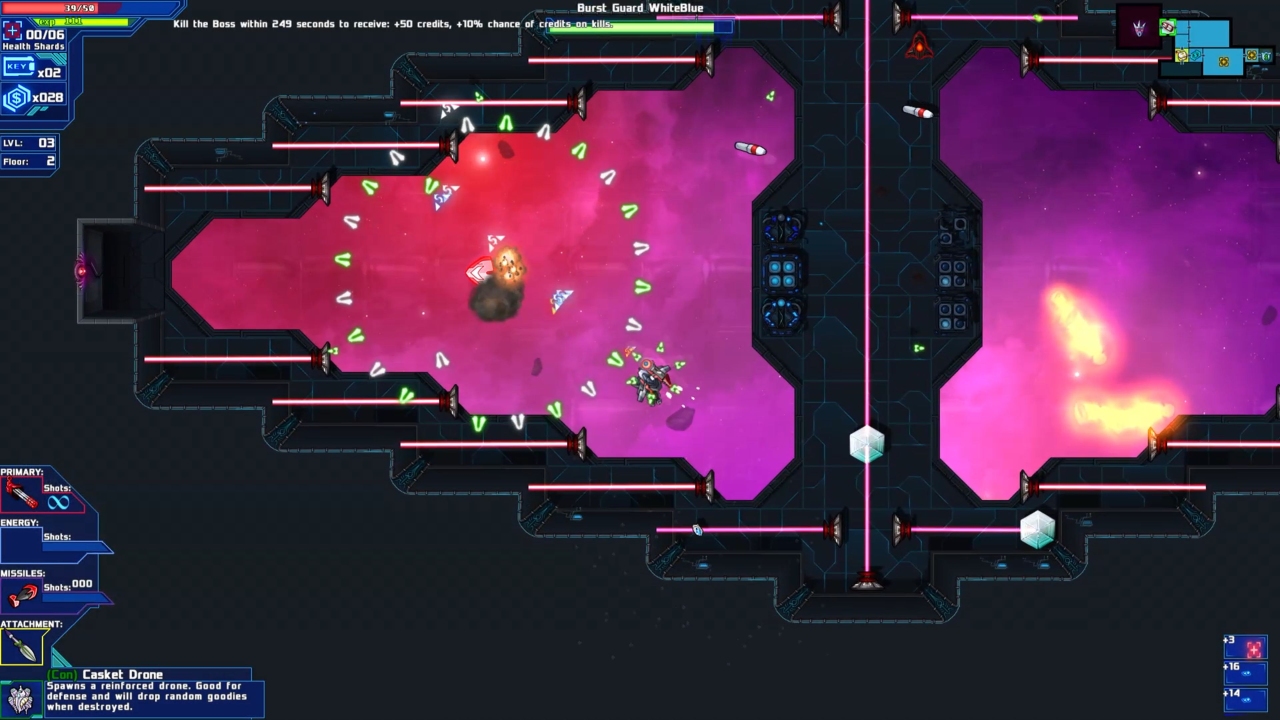 Burst Guard WhiteBlue
39/50
Kill the Boss within 249 seconds to receive: +50 credits, +10% chance of credits on kills.
00/06
Health Shards
KEY x02
x028
LVL: 03
Floor: 2
PRIMARY:
Shots: ∞
ENERGY:
Shots:
MISSILES:
Shots: 000
ATTACHMENT:
(Con) Casket Drone
Spawns a reinforced drone. Good for
defense and will drop random goodies
when destroyed.
+3
+16
+14